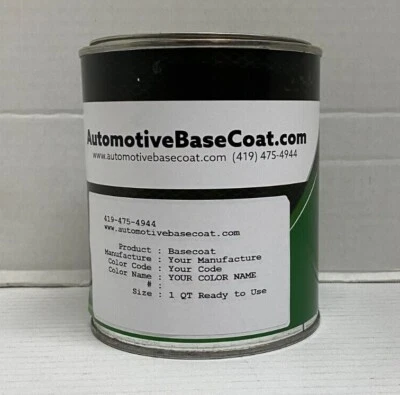 AutomotiveBaseCoat.com
www.automotivebasecoat.com (419) 475-4944
419-475-4944
www.automotivebasecoat.com
Product : Basecoat
Manufacture : Your Manufacture
Color Code : Your Code
Color Name : YOUR COLOR NAME
# :
Size : 1 QT Ready to Use